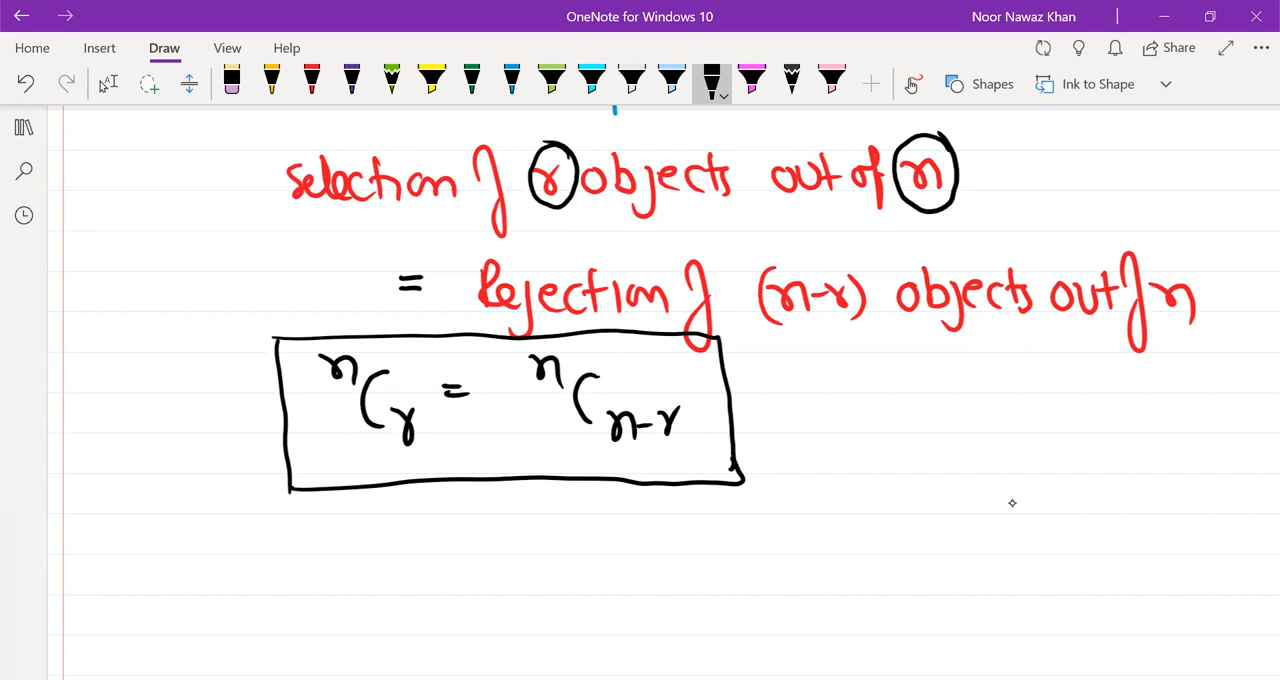 OneNote for Windows 10
Noor Nawaz Khan
Home Insert Draw View Help
Share
Shapes
Ink to Shape
selection of r objects out of n
= Rejection of (n-r) objects out of n
ⁿCᵣ = ⁿCₙ₋ᵣ